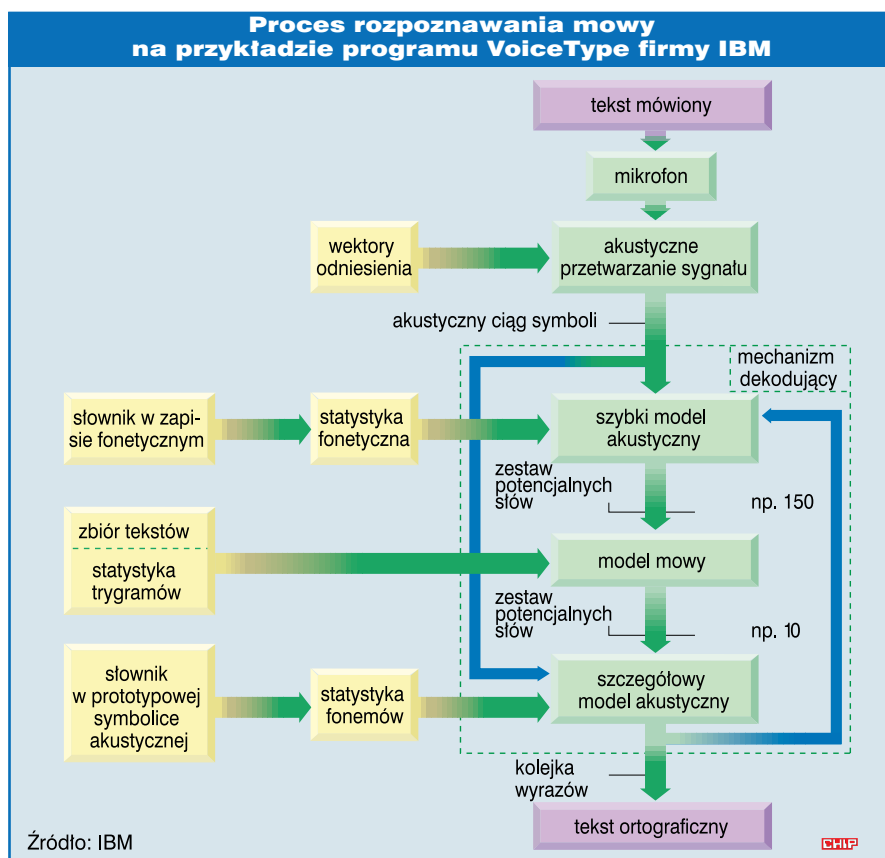 Proces rozpoznawania mowy
na przykładzie programu VoiceType firmy IBM
tekst mówiony
mikrofon
wektory
odniesienia
akustyczne
przetwarzanie sygnału
akustyczny ciąg symboli
mechanizm
dekodujący
słownik w zapi-
sie fonetycznym
statystyka
fonetyczna
szybki model
akustyczny
zestaw
potencjalnych
słów
np. 150
zbiór tekstów
statystyka
trygramów
model mowy
zestaw
potencjalnych
słów
np. 10
słownik
w prototypowej
symbolice
akustycznej
statystyka
fonemów
szczegółowy
model akustyczny
kolejka
wyrazów
tekst ortograficzny
Źródło: IBM
CHIP